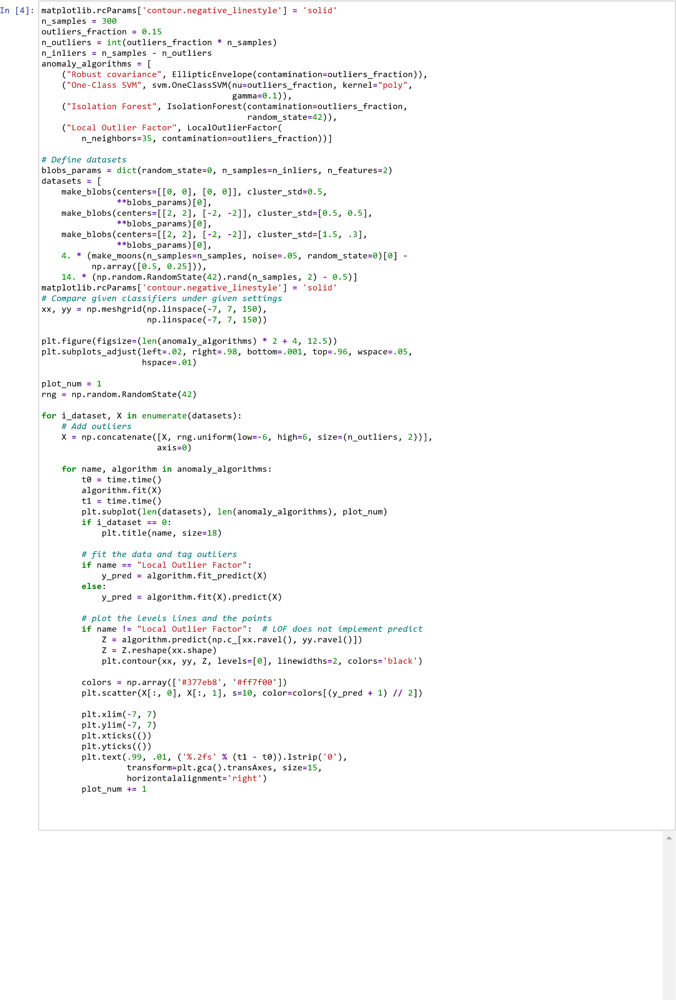 In [4]: matplotlib.rcParams['contour.negative_linestyle'] = 'solid'
n_samples = 300
outliers_fraction = 0.15
n_outliers = int(outliers_fraction * n_samples)
n_inliers = n_samples - n_outliers
anomaly_algorithms = [
    ("Robust covariance", EllipticEnvelope(contamination=outliers_fraction)),
    ("One-Class SVM", svm.OneClassSVM(nu=outliers_fraction, kernel="poly",
                                      gamma=0.1)),
    ("Isolation Forest", IsolationForest(contamination=outliers_fraction,
                                         random_state=42)),
    ("Local Outlier Factor", LocalOutlierFactor(
        n_neighbors=35, contamination=outliers_fraction))]

# Define datasets
blobs_params = dict(random_state=0, n_samples=n_inliers, n_features=2)
datasets = [
    make_blobs(centers=[[0, 0], [0, 0]], cluster_std=0.5,
               **blobs_params)[0],
    make_blobs(centers=[[2, 2], [-2, -2]], cluster_std=[0.5, 0.5],
               **blobs_params)[0],
    make_blobs(centers=[[2, 2], [-2, -2]], cluster_std=[1.5, .3],
               **blobs_params)[0],
    4. * (make_moons(n_samples=n_samples, noise=.05, random_state=0)[0] -
          np.array([0.5, 0.25])),
    14. * (np.random.RandomState(42).rand(n_samples, 2) - 0.5)]
matplotlib.rcParams['contour.negative_linestyle'] = 'solid'
# Compare given classifiers under given settings
xx, yy = np.meshgrid(np.linspace(-7, 7, 150),
                     np.linspace(-7, 7, 150))

plt.figure(figsize=(len(anomaly_algorithms) * 2 + 4, 12.5))
plt.subplots_adjust(left=.02, right=.98, bottom=.001, top=.96, wspace=.05,
                    hspace=.01)

plot_num = 1
rng = np.random.RandomState(42)

for i_dataset, X in enumerate(datasets):
    # Add outliers
    X = np.concatenate([X, rng.uniform(low=-6, high=6, size=(n_outliers, 2))],
                       axis=0)

    for name, algorithm in anomaly_algorithms:
        t0 = time.time()
        algorithm.fit(X)
        t1 = time.time()
        plt.subplot(len(datasets), len(anomaly_algorithms), plot_num)
        if i_dataset == 0:
            plt.title(name, size=18)

        # fit the data and tag outliers
        if name == "Local Outlier Factor":
            y_pred = algorithm.fit_predict(X)
        else:
            y_pred = algorithm.fit(X).predict(X)

        # plot the levels lines and the points
        if name != "Local Outlier Factor":  # LOF does not implement predict
            Z = algorithm.predict(np.c_[xx.ravel(), yy.ravel()])
            Z = Z.reshape(xx.shape)
            plt.contour(xx, yy, Z, levels=[0], linewidths=2, colors='black')

        colors = np.array(['#377eb8', '#ff7f00'])
        plt.scatter(X[:, 0], X[:, 1], s=10, color=colors[(y_pred + 1) // 2])

        plt.xlim(-7, 7)
        plt.ylim(-7, 7)
        plt.xticks(())
        plt.yticks(())
        plt.text(.99, .01, ('%.2fs' % (t1 - t0)).lstrip('0'),
                 transform=plt.gca().transAxes, size=15,
                 horizontalalignment='right')
        plot_num += 1